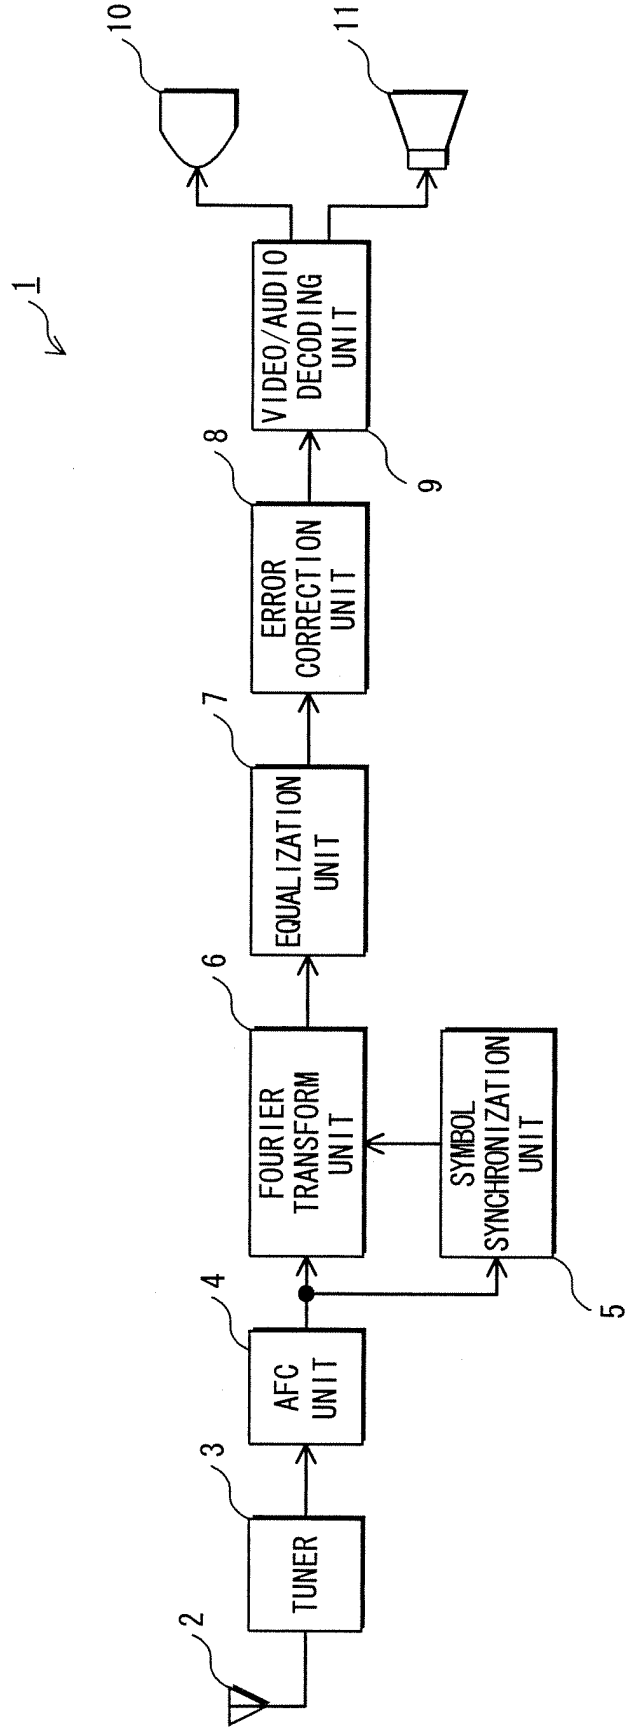 1
2
TUNER
3
AFC
UNIT
4
SYMBOL
SYNCHRONIZATION
UNIT
5
FOURIER
TRANSFORM
UNIT
6
EQUALIZATION
UNIT
7
ERROR
CORRECTION
UNIT
8
VIDEO/AUDIO
DECODING
UNIT
9
10
11